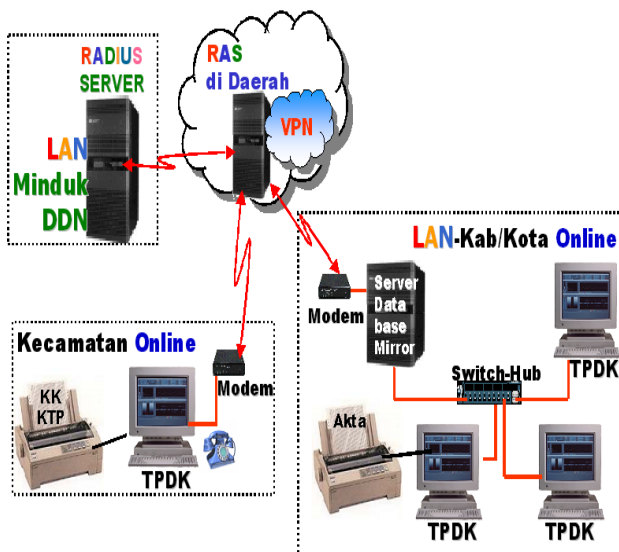 RADIUS
SERVER
LAN
Minduk
DDN
RAS
di Daerah
VPN
LAN-Kab/Kota Online
Modem
Server
Data
base
Mirror
TPDK
Switch-Hub
Akta
TPDK
TPDK
Kecamatan Online
Modem
KK
KTP
TPDK